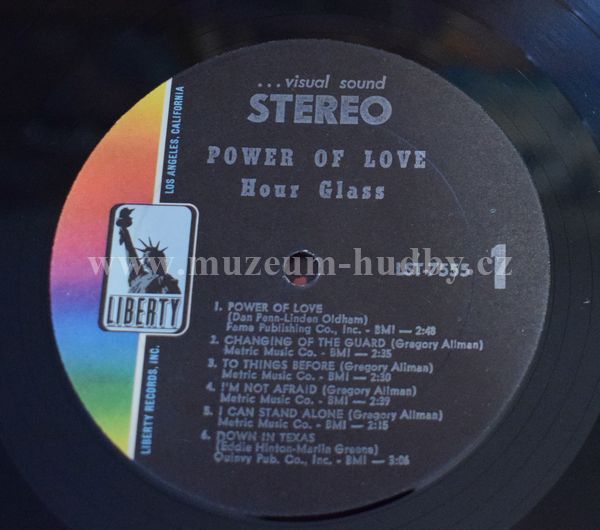 ...visual sound
STEREO
POWER OF LOVE
Hour Glass
LOS ANGELES, CALIFORNIA
LIBERTY
LIBERTY RECORDS, INC.
www.muzeum-hudby.cz
LST-7555
1
1. POWER OF LOVE
(Dan Penn-Linden Oldham)
Fame Publishing Co., Inc. - BMI — 2:48
2. CHANGING OF THE GUARD (Gregory Allman)
Metric Music Co. - BMI — 2:35
3. TO THINGS BEFORE (Gregory Allman)
Metric Music Co. - BMI — 2:30
4. I'M NOT AFRAID (Gregory Allman)
Metric Music Co. - BMI — 2:39
5. I CAN STAND ALONE (Gregory Allman)
Metric Music Co. - BMI — 2:15
6. DOWN IN TEXAS
(Eddie Hinton-Marlin Greene)
Quinvy Pub. Co., Inc. - BMI — 3:06